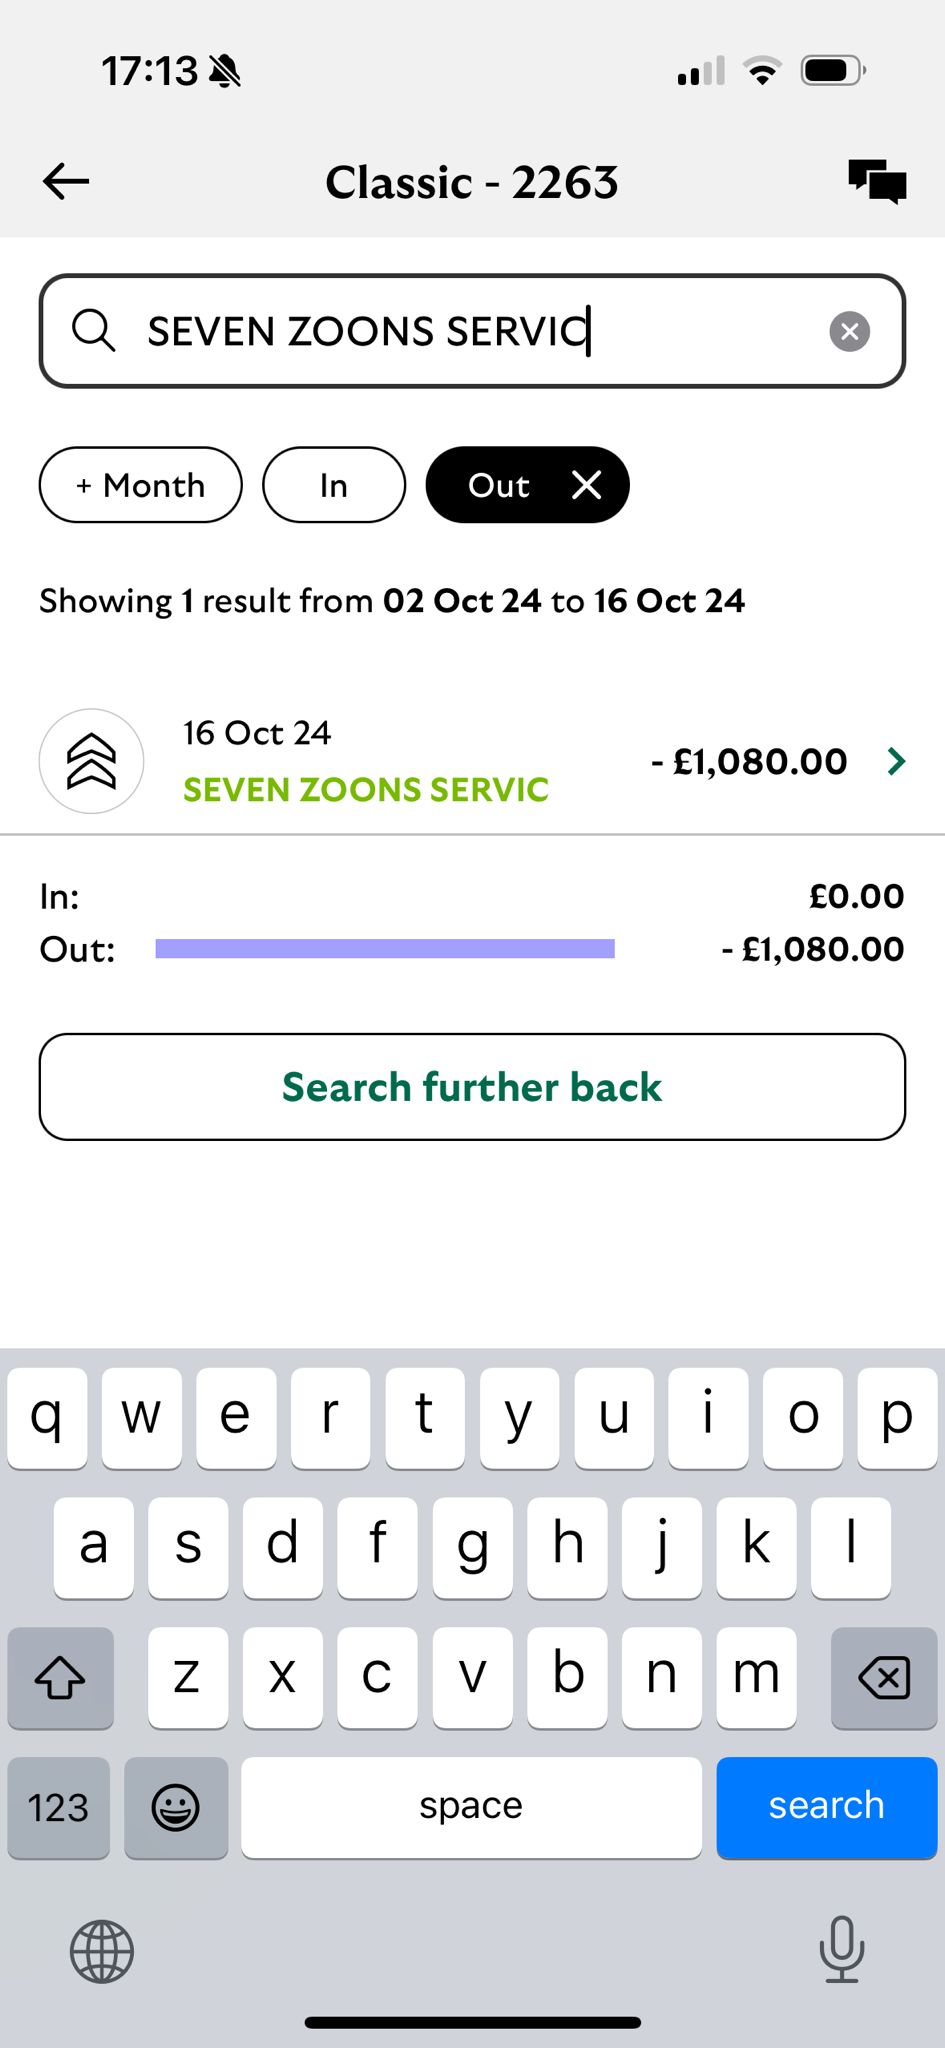 17:13
Classic - 2263
SEVEN ZOONS SERVIC
+ Month In Out
Showing 1 result from 02 Oct 24 to 16 Oct 24
16 Oct 24
SEVEN ZOONS SERVIC
- £1,080.00
In: £0.00
Out: - £1,080.00
Search further back
q w e r t y u i o p
a s d f g h j k l
z x c v b n m
123 space search